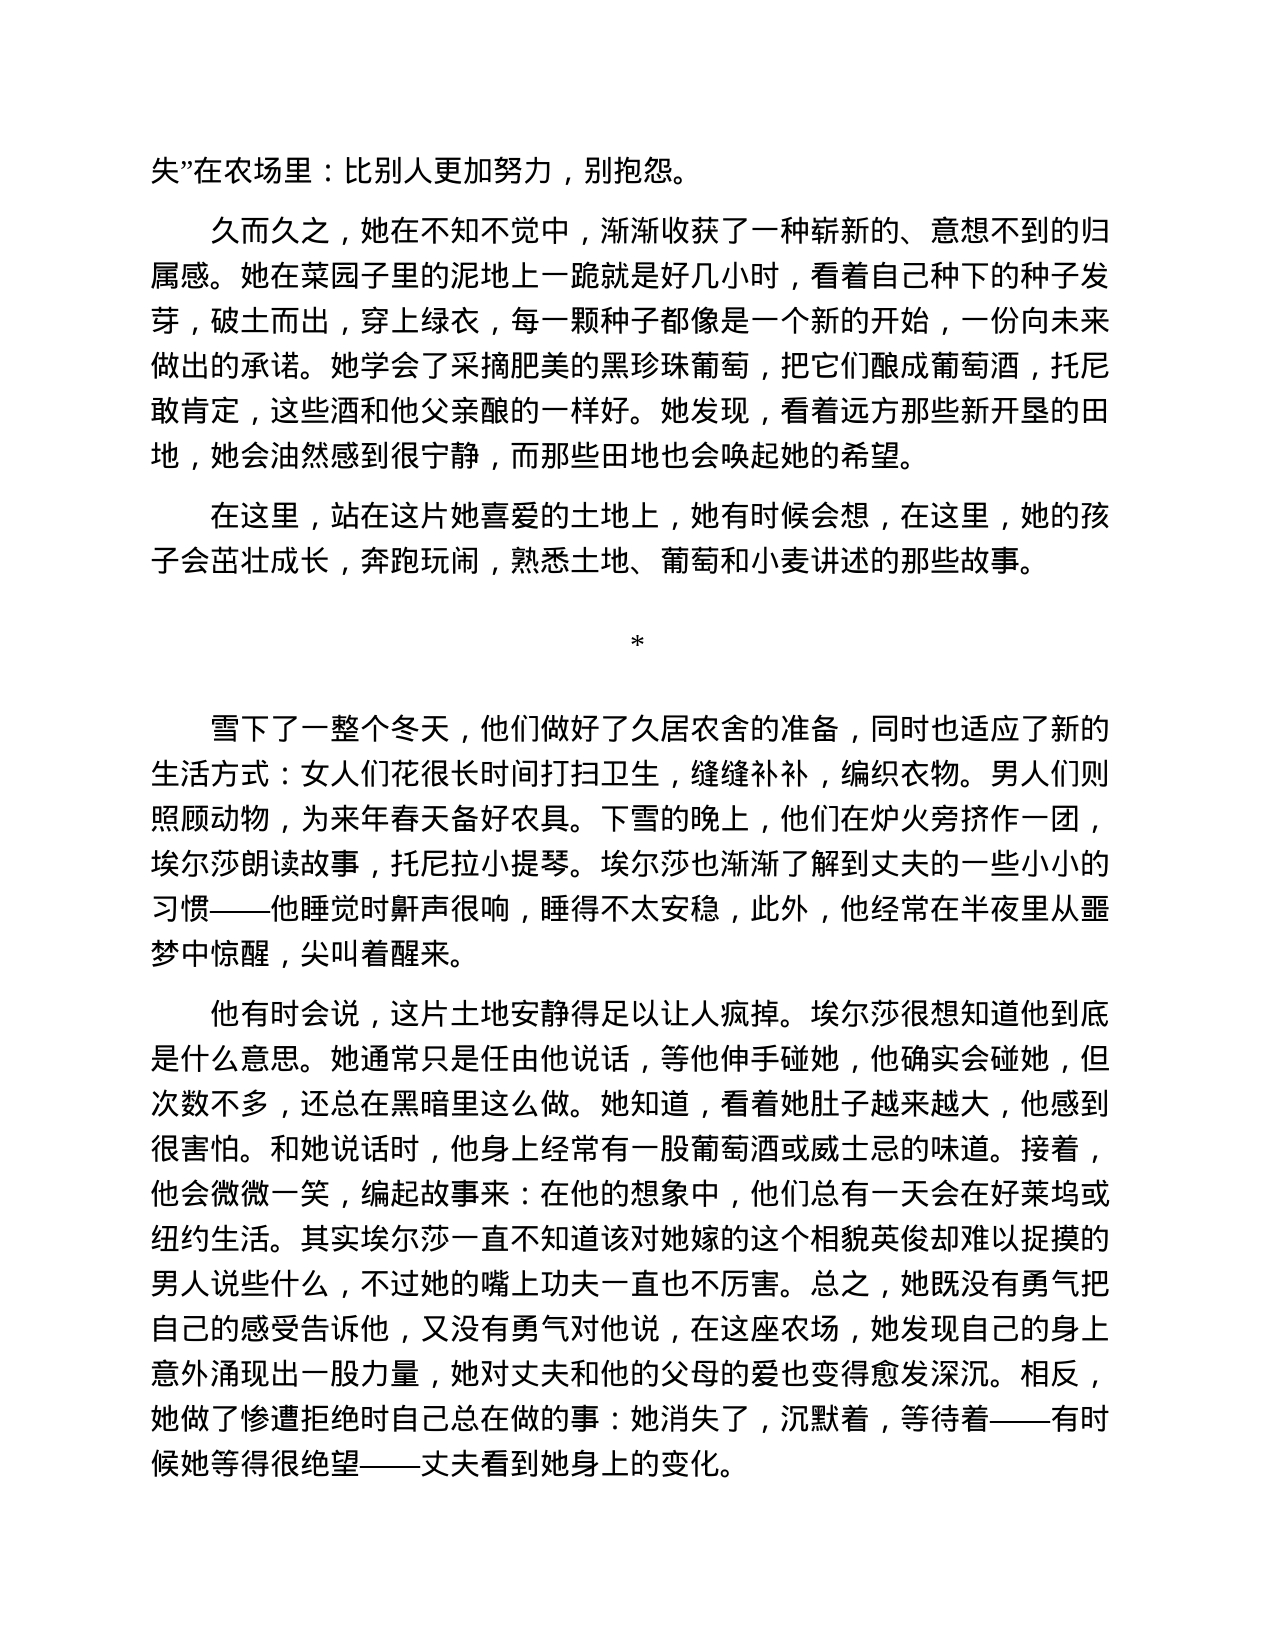 失”在农场里：比别人更加努力，别抱怨。
久而久之，她在不知不觉中，渐渐收获了一种崭新的、意想不到的归
属感。她在菜园子里的泥地上一跪就是好几小时，看着自己种下的种子发
芽，破土而出，穿上绿衣，每一颗种子都像是一个新的开始，一份向未来
做出的承诺。她学会了采摘肥美的黑珍珠葡萄，把它们酿成葡萄酒，托尼
敢肯定，这些酒和他父亲酿的一样好。她发现，看着远方那些新开垦的田
地，她会油然感到很宁静，而那些田地也会唤起她的希望。
在这里，站在这片她喜爱的土地上，她有时候会想，在这里，她的孩
子会茁壮成长，奔跑玩闹，熟悉土地、葡萄和小麦讲述的那些故事。
*
雪下了一整个冬天，他们做好了久居农舍的准备，同时也适应了新的
生活方式：女人们花很长时间打扫卫生，缝缝补补，编织衣物。男人们则
照顾动物，为来年春天备好农具。下雪的晚上，他们在炉火旁挤作一团，
埃尔莎朗读故事，托尼拉小提琴。埃尔莎也渐渐了解到丈夫的一些小小的
习惯——他睡觉时鼾声很响，睡得不太安稳，此外，他经常在半夜里从噩
梦中惊醒，尖叫着醒来。
他有时会说，这片土地安静得足以让人疯掉。埃尔莎很想知道他到底
是什么意思。她通常只是任由他说话，等他伸手碰她，他确实会碰她，但
次数不多，还总在黑暗里这么做。她知道，看着她肚子越来越大，他感到
很害怕。和她说话时，他身上经常有一股葡萄酒或威士忌的味道。接着，
他会微微一笑，编起故事来：在他的想象中，他们总有一天会在好莱坞或
纽约生活。其实埃尔莎一直不知道该对她嫁的这个相貌英俊却难以捉摸的
男人说些什么，不过她的嘴上功夫一直也不厉害。总之，她既没有勇气把
自己的感受告诉他，又没有勇气对他说，在这座农场，她发现自己的身上
意外涌现出一股力量，她对丈夫和他的父母的爱也变得愈发深沉。相反，
她做了惨遭拒绝时自己总在做的事：她消失了，沉默着，等待着——有时
候她等得很绝望——丈夫看到她身上的变化。